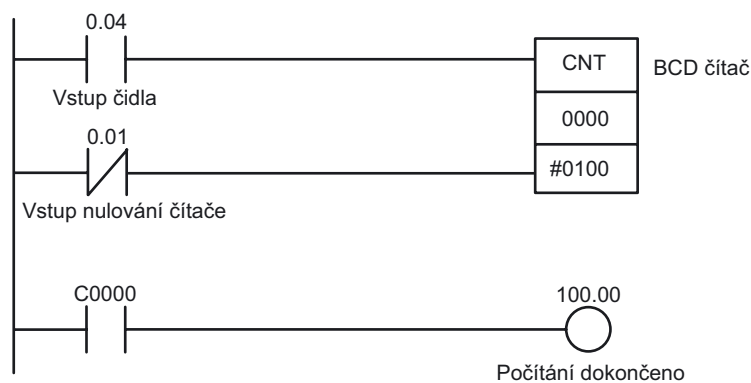 0.04
CNT
BCD čítač
Vstup čidla
0000
0.01
#0100
Vstup nulování čítače
C0000
100.00
Počítání dokončeno